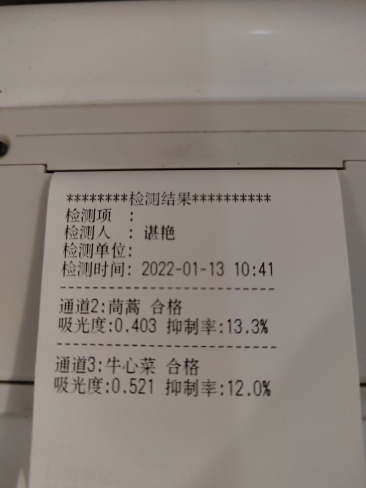 ********检测结果**********
检测项  :
检测人  : 谌艳
检测单位:
检测时间: 2022-01-13 10:41
----------------------------
通道2:茼蒿 合格
吸光度:0.403 抑制率:13.3%
----------------------------
通道3:牛心菜 合格
吸光度:0.521 抑制率:12.0%